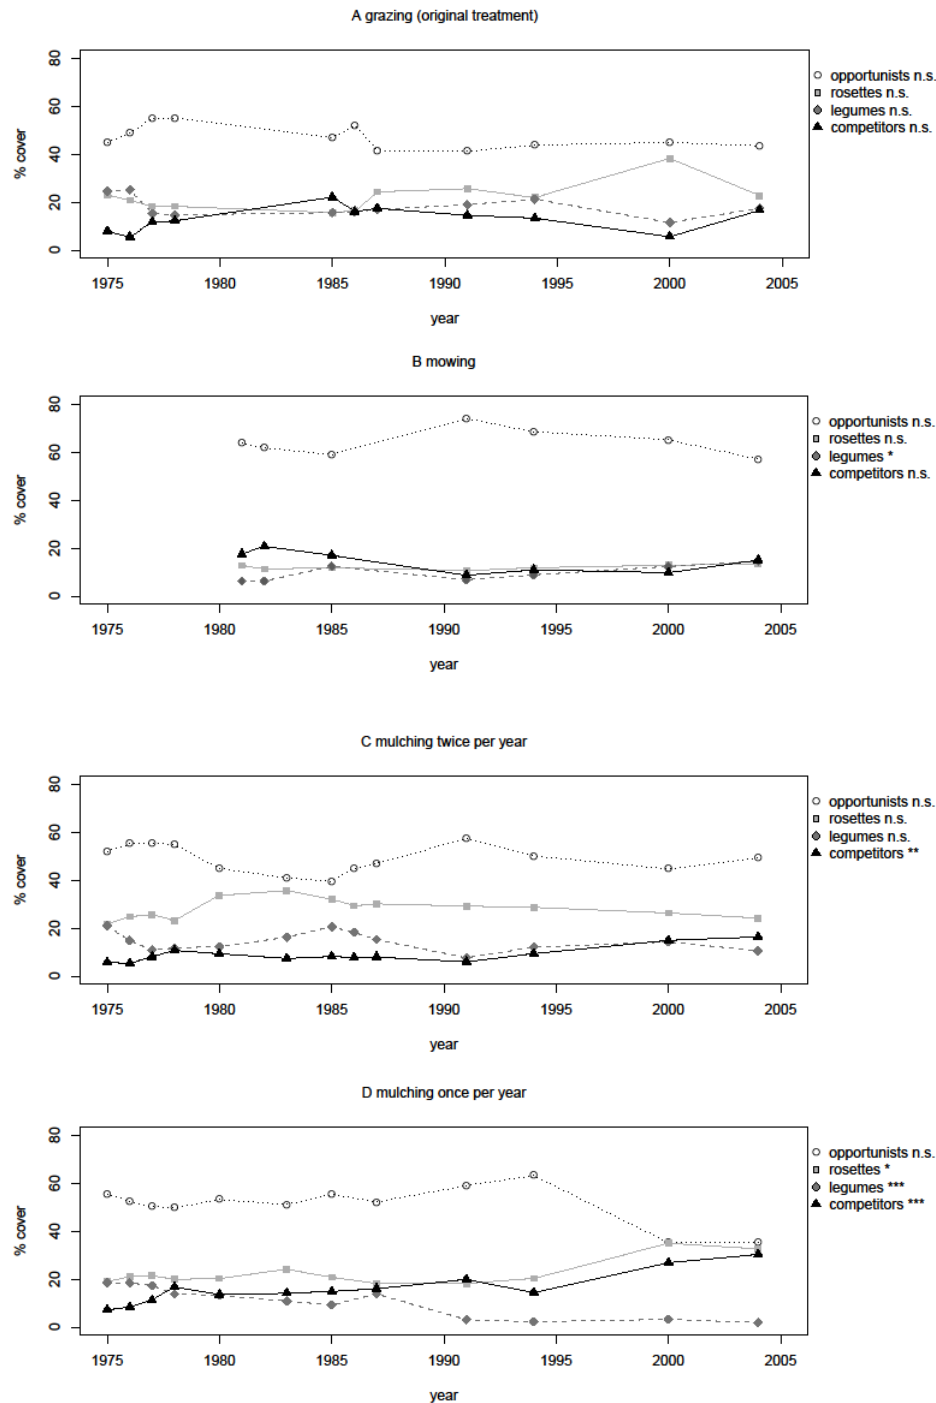 A grazing (original treatment)
% cover
80
60
40
20
0
1975 1980 1985 1990 1995 2000 2005
year
opportunists n.s.
rosettes n.s.
legumes n.s.
competitors n.s.
B mowing
% cover
80
60
40
20
0
1975 1980 1985 1990 1995 2000 2005
year
opportunists n.s.
rosettes n.s.
legumes *
competitors n.s.
C mulching twice per year
% cover
80
60
40
20
0
1975 1980 1985 1990 1995 2000 2005
year
opportunists n.s.
rosettes n.s.
legumes n.s.
competitors **
D mulching once per year
% cover
80
60
40
20
0
1975 1980 1985 1990 1995 2000 2005
year
opportunists n.s.
rosettes *
legumes ***
competitors ***